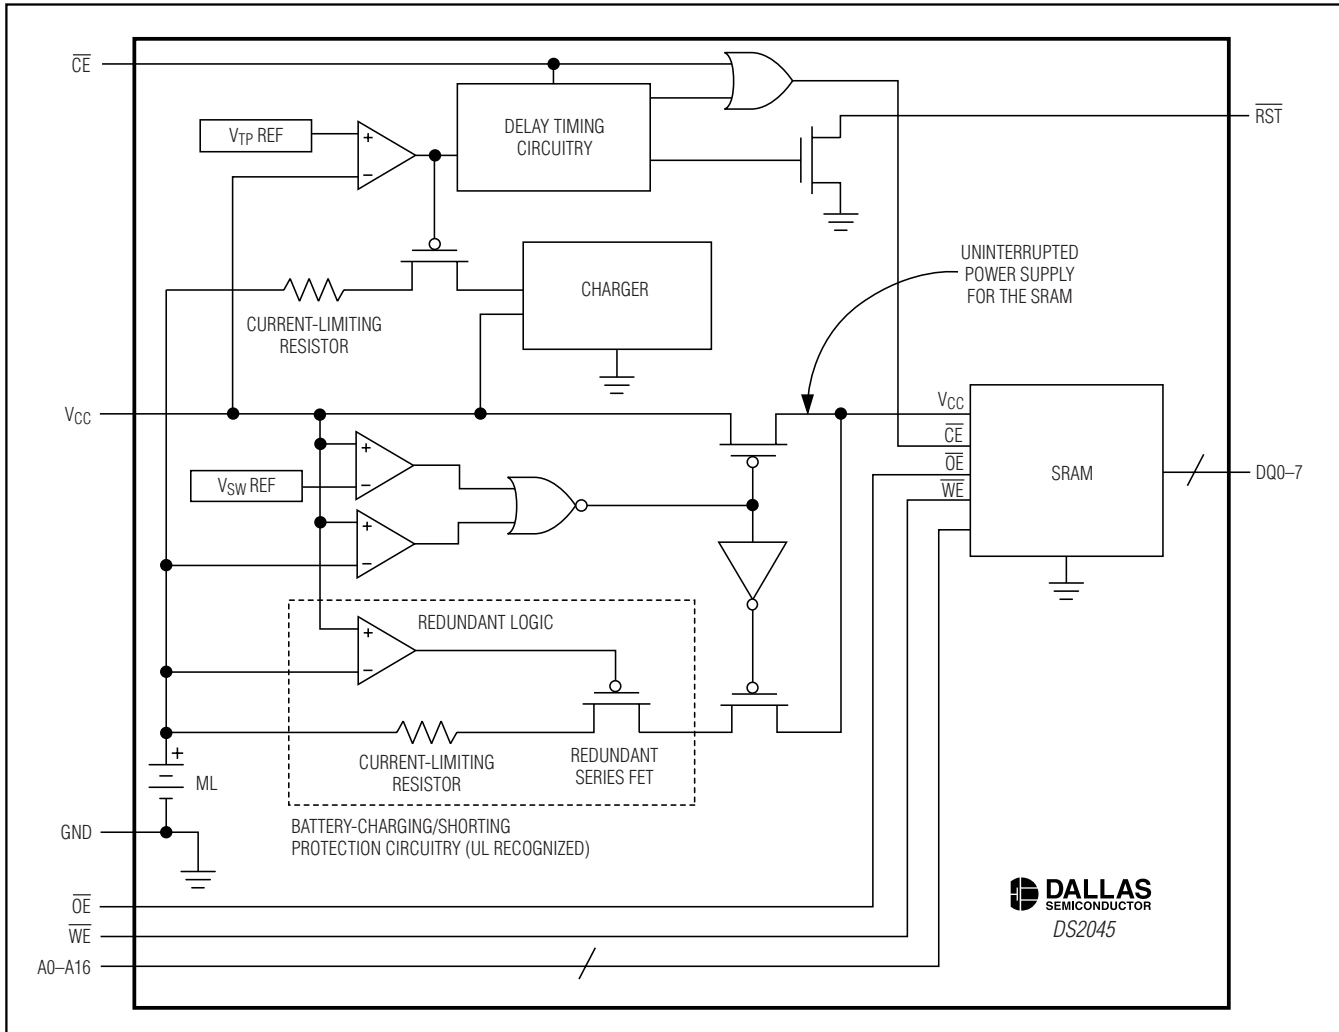 CE
RST
DELAY TIMING
CIRCUITRY
VTP REF
+
−
UNINTERRUPTED
POWER SUPPLY
FOR THE SRAM
CHARGER
CURRENT-LIMITING
RESISTOR
VCC
VCC
CE
OE
WE
SRAM
DQ0–7
+
−
VSW REF
+
−
REDUNDANT LOGIC
+
−
CURRENT-LIMITING
RESISTOR
REDUNDANT
SERIES FET
+
ML
GND
BATTERY-CHARGING/SHORTING
PROTECTION CIRCUITRY (UL RECOGNIZED)
OE
WE
A0–A16
DALLAS
SEMICONDUCTOR
DS2045